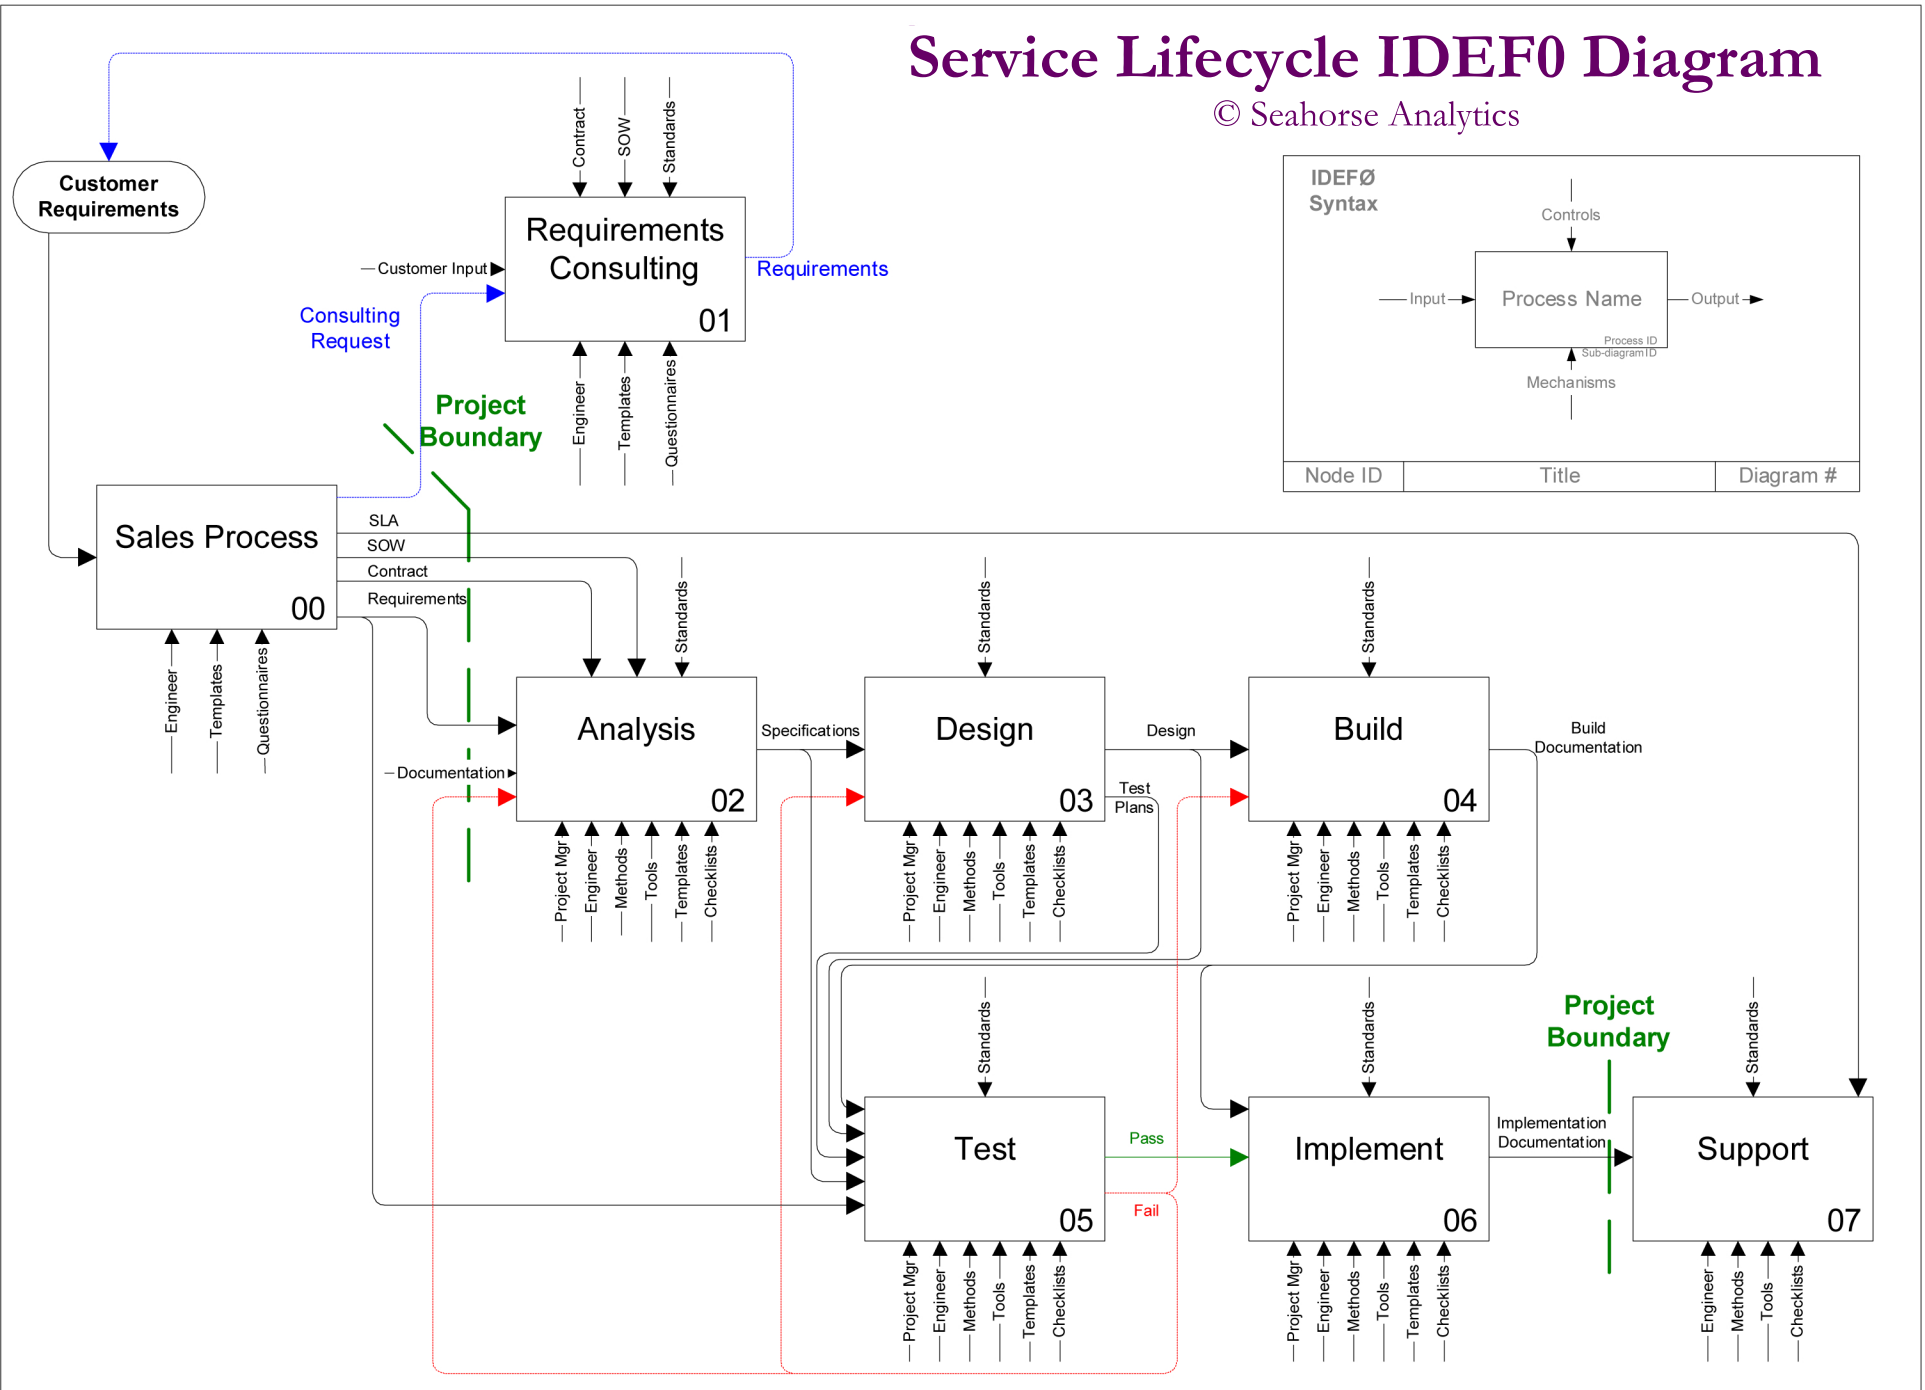 Service Lifecycle IDEF0 Diagram
© Seahorse Analytics
Customer
Requirements
Contract
SOW
Standards
Requirements
Consulting
01
Customer Input
Requirements
Consulting
Request
Engineer
Templates
Questionnaires
IDEFØ
Syntax
Controls
Input
Process Name
Output
Process ID
Sub-diagram ID
Mechanisms
Node ID
Title
Diagram #
Project
Boundary
Sales Process
00
SLA
SOW
Contract
Requirements
Engineer
Templates
Questionnaires
Standards
Standards
Standards
Analysis
02
Documentation
Specifications
Design
03
Design
Test
Plans
Build
04
Build
Documentation
Project Mgr
Engineer
Methods
Tools
Templates
Checklists
Project Mgr
Engineer
Methods
Tools
Templates
Checklists
Project Mgr
Engineer
Methods
Tools
Templates
Checklists
Standards
Standards
Project
Boundary
Standards
Test
05
Pass
Fail
Implement
06
Implementation
Documentation
Support
07
Project Mgr
Engineer
Methods
Tools
Templates
Checklists
Project Mgr
Engineer
Methods
Tools
Templates
Checklists
Engineer
Methods
Tools
Checklists